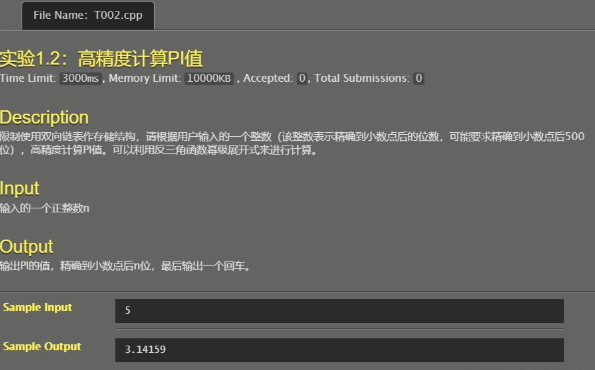 File Name: T002.cpp
实验1.2：高精度计算PI值
Time Limit: 3000ms, Memory Limit: 10000KB, Accepted: 0, Total Submissions: 0
Description
限制使用双向链表作存储结构，请根据用户输入的一个整数（该整数表示精确到小数点后的位数，可能要求精确到小数点后500
位），高精度计算PI值。可以利用反三角函数幂级展开式来进行计算。
Input
输入的一个正整数n
Output
输出PI的值，精确到小数点后n位，最后输出一个回车。
Sample Input
5
Sample Output
3.14159